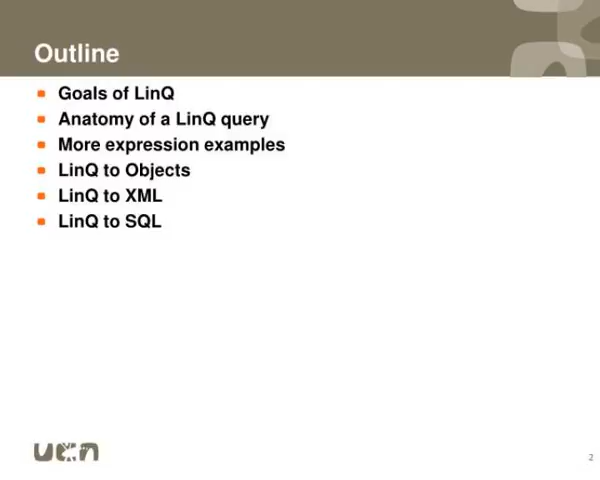 Outline
Goals of LinQ
Anatomy of a LinQ query
More expression examples
LinQ to Objects
LinQ to XML
LinQ to SQL
ucn
2